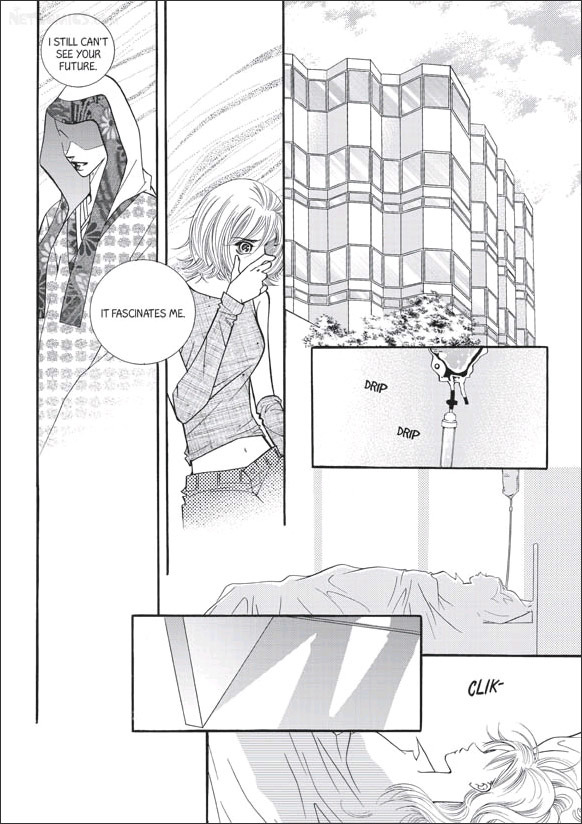 I STILL CAN'T
SEE YOUR
FUTURE.
IT FASCINATES ME.
DRIP
DRIP
CLIK-